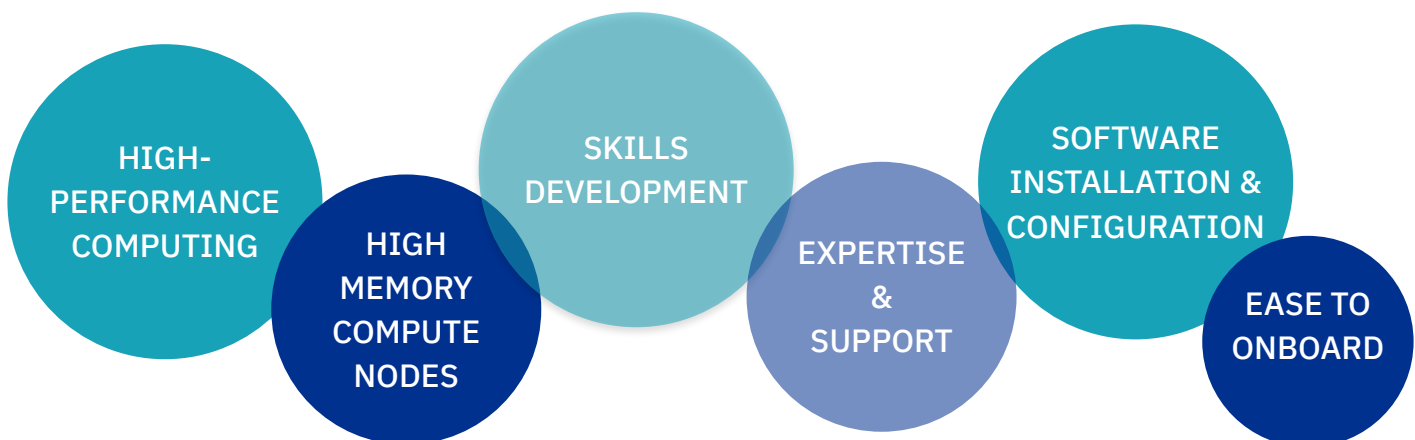 HIGH-
PERFORMANCE
COMPUTING
HIGH
MEMORY
COMPUTE
NODES
SKILLS
DEVELOPMENT
EXPERTISE
&
SUPPORT
SOFTWARE
INSTALLATION &
CONFIGURATION
EASE TO
ONBOARD